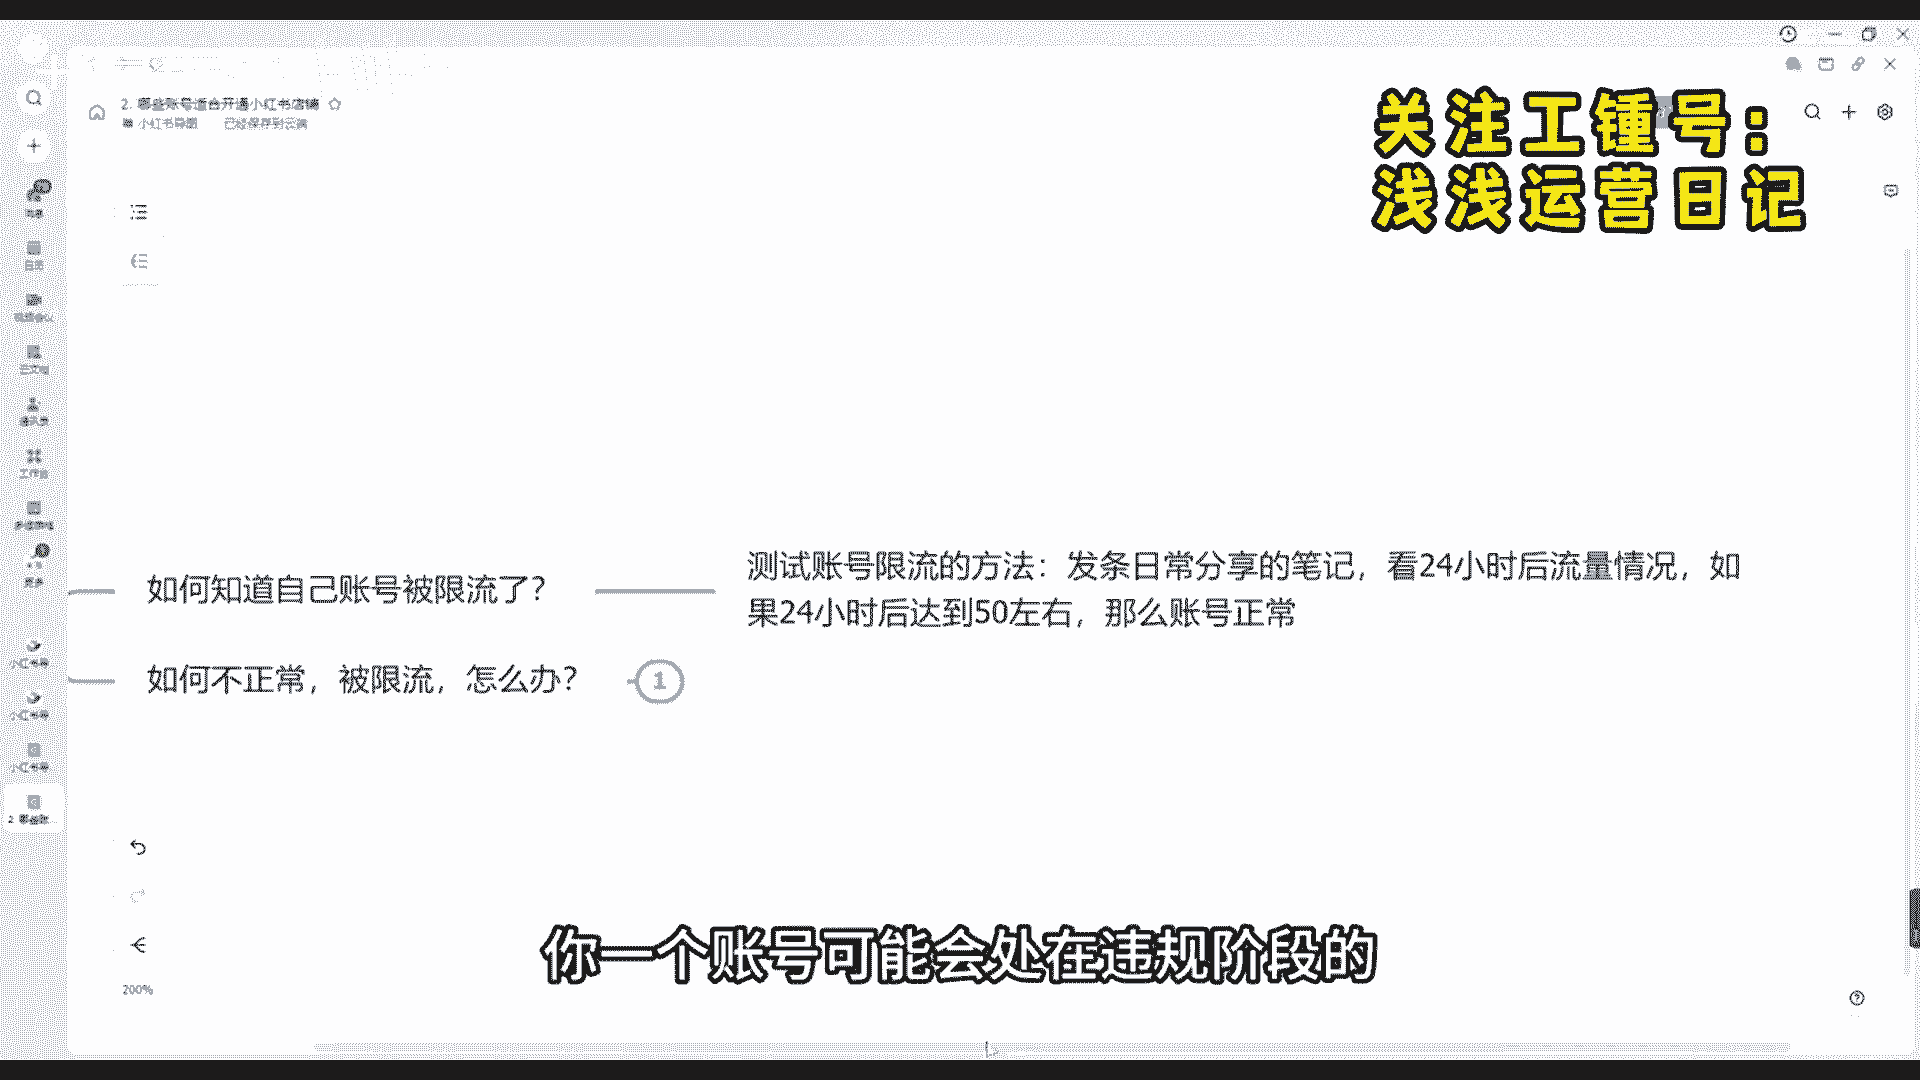 2. 哪些账号适合开通小红书店铺
小红书导图 已经保存到云端
关注工锺号：
浅浅运营日记
如何知道自己账号被限流了？
测试账号限流的方法：发条日常分享的笔记，看24小时后流量情况，如
果24小时后达到50左右，那么账号正常
如何不正常，被限流，怎么办？
1
你一个账号可能会处在违规阶段的
200%